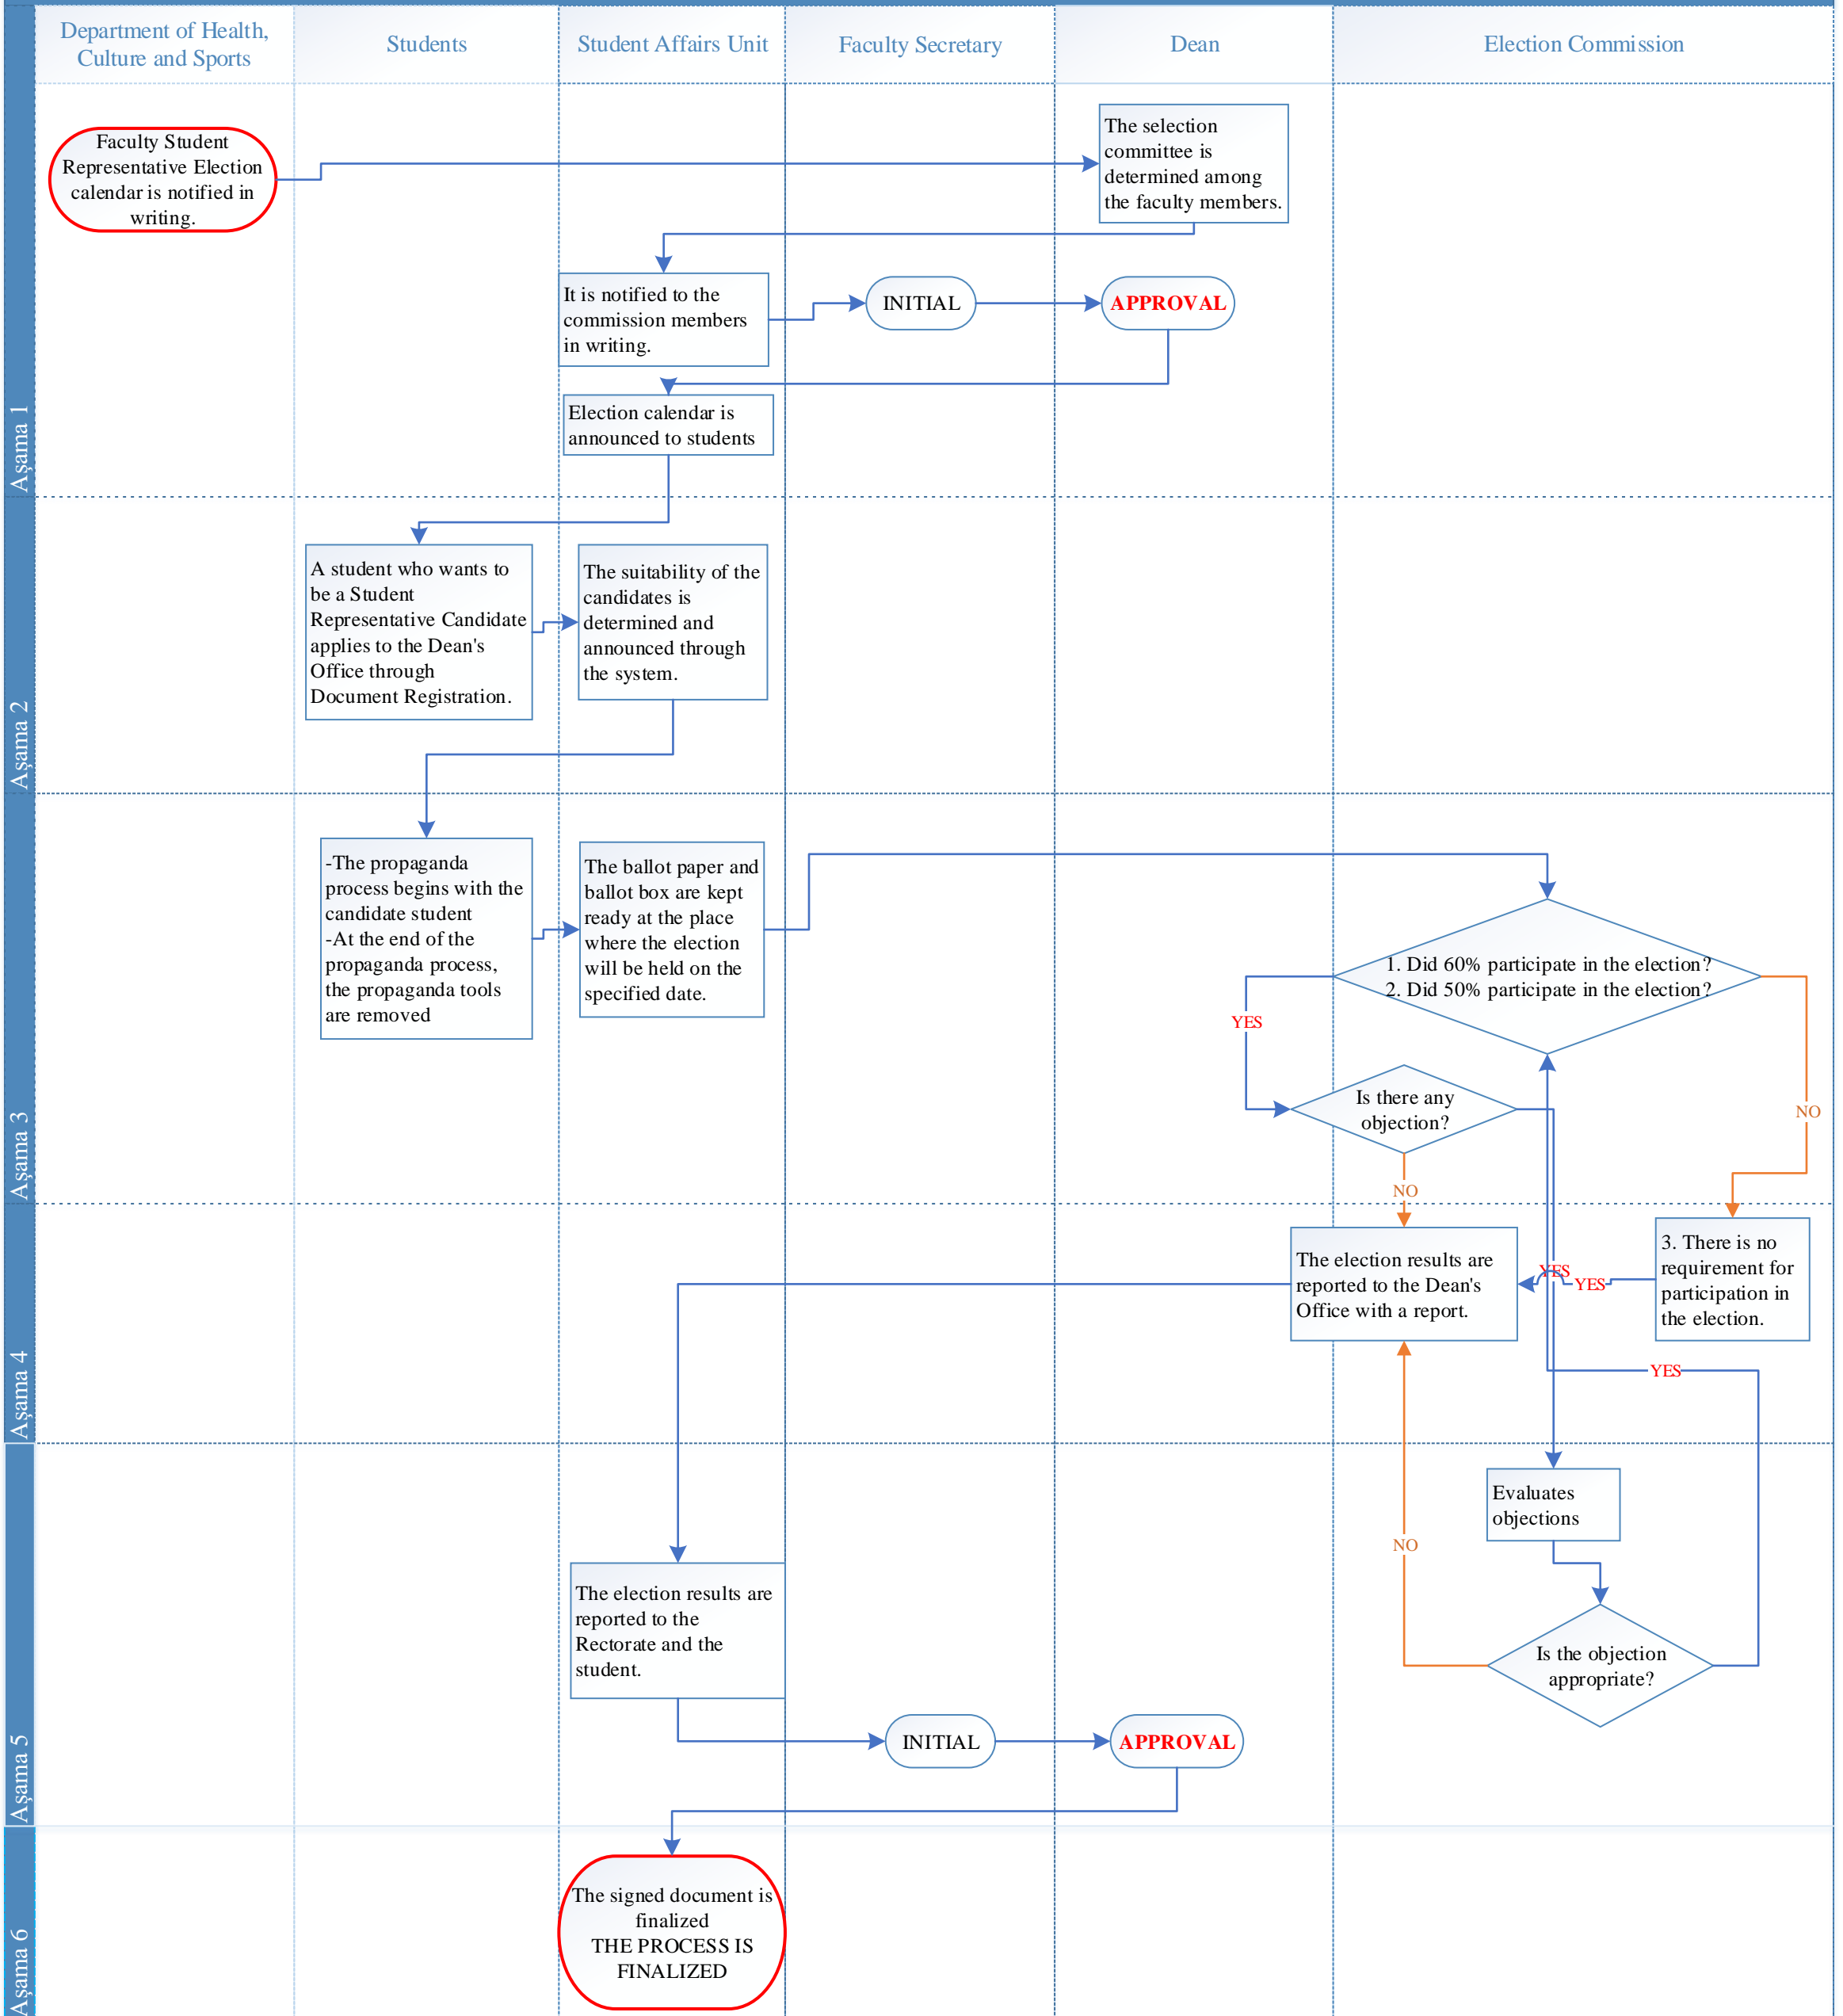 Department of Health,
Culture and Sports
Students
Student Affairs Unit
Faculty Secretary
Dean
Election Commission
Aşama 1
Faculty Student
Representative Election
calendar is notified in
writing.
The selection
committee is
determined among
the faculty members.
It is notified to the
commission members
in writing.
INITIAL
APPROVAL
Election calendar is
announced to students
Aşama 2
A student who wants to
be a Student
Representative Candidate
applies to the Dean's
Office through
Document Registration.
The suitability of the
candidates is
determined and
announced through
the system.
Aşama 3
-The propaganda
process begins with the
candidate student
-At the end of the
propaganda process,
the propaganda tools
are removed
The ballot paper and
ballot box are kept
ready at the place
where the election
will be held on the
specified date.
1. Did 60% participate in the election?
2. Did 50% participate in the election?
YES
Is there any
objection?
NO
NO
Aşama 4
The election results are
reported to the Dean's
Office with a report.
YES
YES
3. There is no
requirement for
participation in
the election.
YES
Aşama 5
Evaluates
objections
NO
The election results are
reported to the
Rectorate and the
student.
Is the objection
appropriate?
INITIAL
APPROVAL
Aşama 6
The signed document is
finalized
THE PROCESS IS
FINALIZED